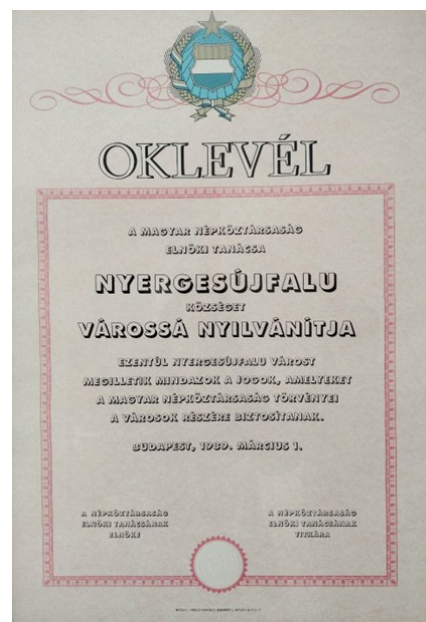 OKLEVÉL
A MAGYAR NÉPKÖZTÁRSASÁG
ELNÖKI TANÁCSA
NYERGESÚJFALU
KÖZSÉGET
VÁROSSÁ NYILVÁNÍTJA
EZENTÚL NYERGESÚJFALU VÁROST
MEGILLETIK MINDAZOK A JOGOK, AMELYEKET
A MAGYAR NÉPKÖZTÁRSASÁG TÖRVÉNYEI
A VÁROSOK RÉSZÉRE BIZTOSÍTANAK.
BUDAPEST, 1989. MÁRCIUS 1.
A NÉPKÖZTÁRSASÁG
ELNÖKI TANÁCSÁNAK
ELNÖKE
A NÉPKÖZTÁRSASÁG
ELNÖKI TANÁCSÁNAK
TITKÁRA